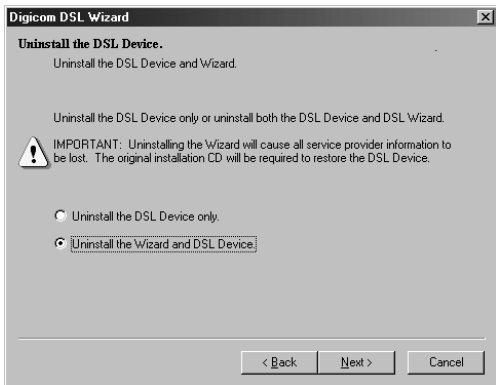 Digicom DSL Wizard
Uninstall the DSL Device.
Uninstall the DSL Device and Wizard.
Uninstall the DSL Device only or uninstall both the DSL Device and DSL Wizard.
IMPORTANT: Uninstalling the Wizard will cause all service provider information to
be lost. The original installation CD will be required to restore the DSL Device.
Uninstall the DSL Device only.
Uninstall the Wizard and DSL Device.
< Back Next > Cancel